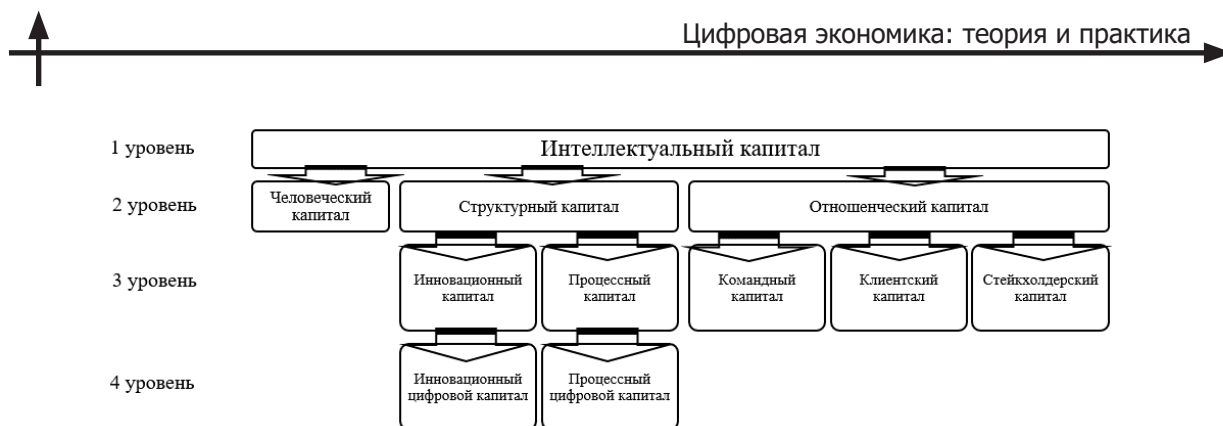 Цифровая экономика: теория и практика
1 уровень
Интеллектуальный капитал
2 уровень
Человеческий
капитал
Структурный капитал
Отношенческий капитал
3 уровень
Инновационный
капитал
Процессный
капитал
Командный
капитал
Клиентский
капитал
Стейкхолдерский
капитал
4 уровень
Инновационный
цифровой капитал
Процессный
цифровой капитал